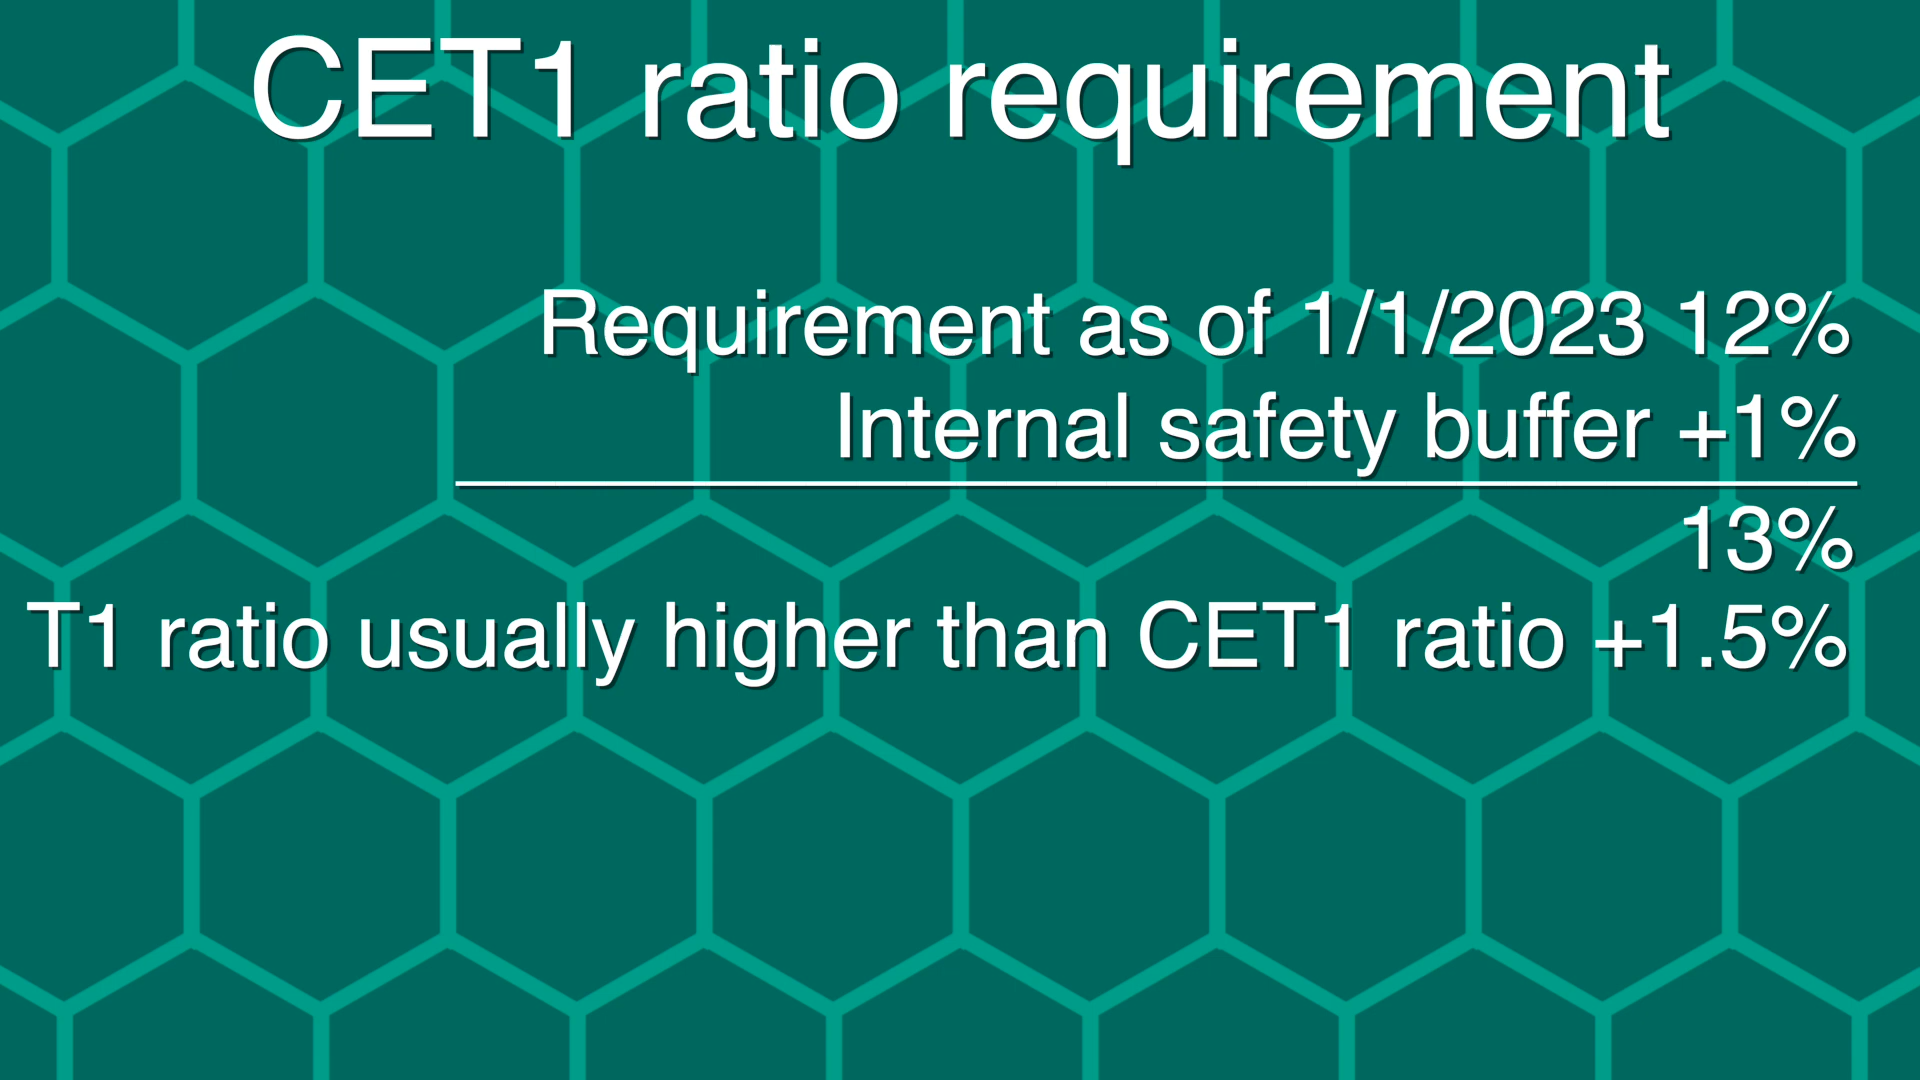 CET1 ratio requirement
Requirement as of 1/1/2023 12%
Internal safety buffer +1%
13%
T1 ratio usually higher than CET1 ratio +1.5%